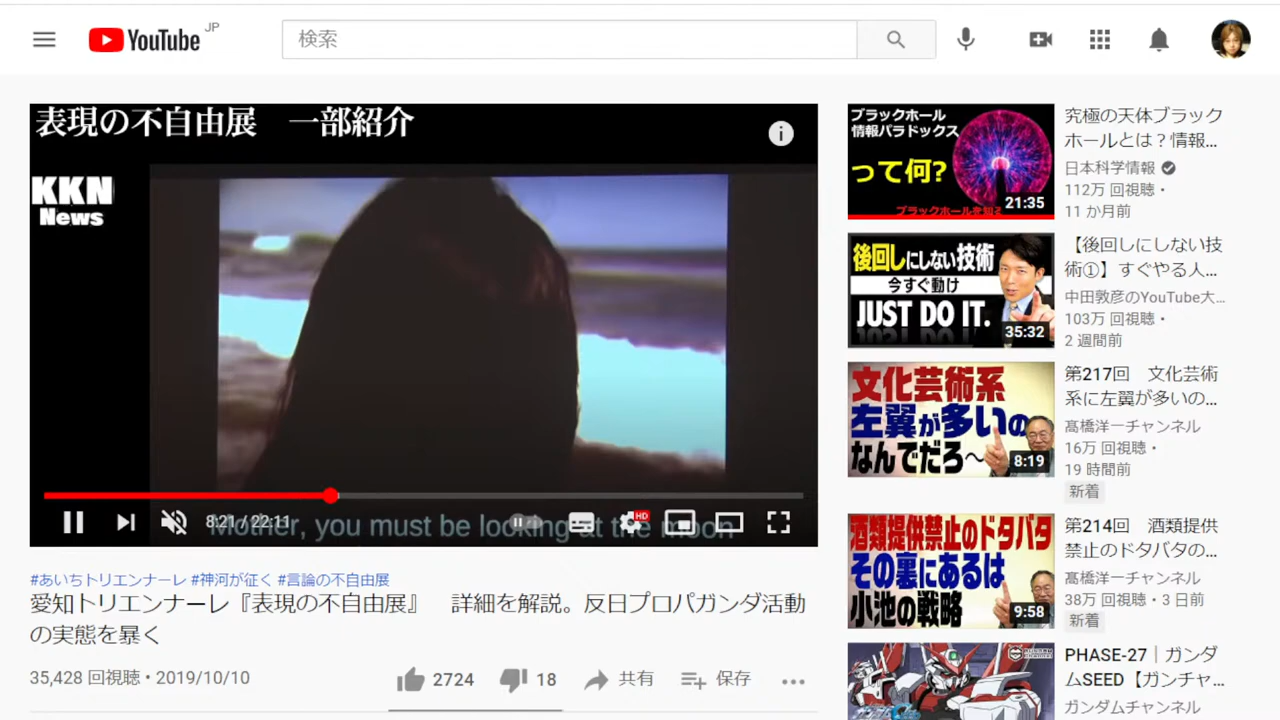 YouTube JP
検索
表現の不自由展　一部紹介
KKN
News
8:21 / 22:11
Mother, you must be looking at the moon
HD
#あいちトリエンナーレ #神河が征く #言論の不自由展
愛知トリエンナーレ『表現の不自由展』　詳細を解説。反日プロパガンダ活動
の実態を暴く
35,428 回視聴・2019/10/10
2724
18
共有
保存
ブラックホール
情報パラドックス
って何?
ブラックホールを知る
21:35
究極の天体ブラック
ホールとは？情報...
日本科学情報
112万 回視聴・
11 か月前
後回しにしない技術
今すぐ動け
JUST DO IT.
35:32
【後回しにしない技
術①】すぐやる人...
中田敦彦のYouTube大...
103万 回視聴・
2 週間前
文化芸術系
左翼が多いの
なんでだろ～
8:19
第217回　文化芸術
系に左翼が多いの...
髙橋洋一チャンネル
16万 回視聴・
19 時間前
新着
酒類提供禁止のドタバタ
その裏にあるは
小池の戦略
9:58
第214回　酒類提供
禁止のドタバタの...
髙橋洋一チャンネル
38万 回視聴・3 日前
新着
PHASE-27｜ガンダ
ムSEED【ガンチャ...
ガンダムチャンネル